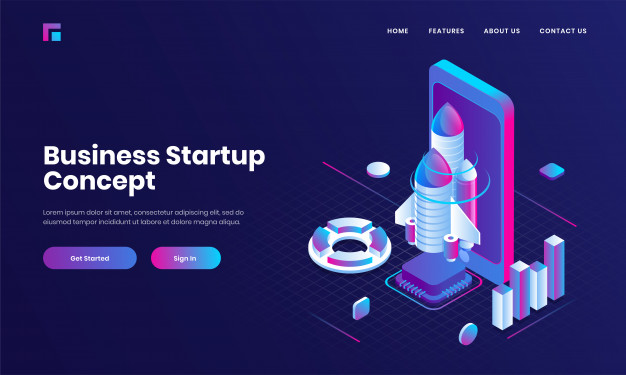 HOME FEATURES ABOUT US CONTACT US
Business Startup
Concept
Lorem ipsum dolor sit amet, consectetur adipiscing elit, sed do
eiusmod tempor incididunt ut labore et dolore magna aliqua.
Get Started Sign In